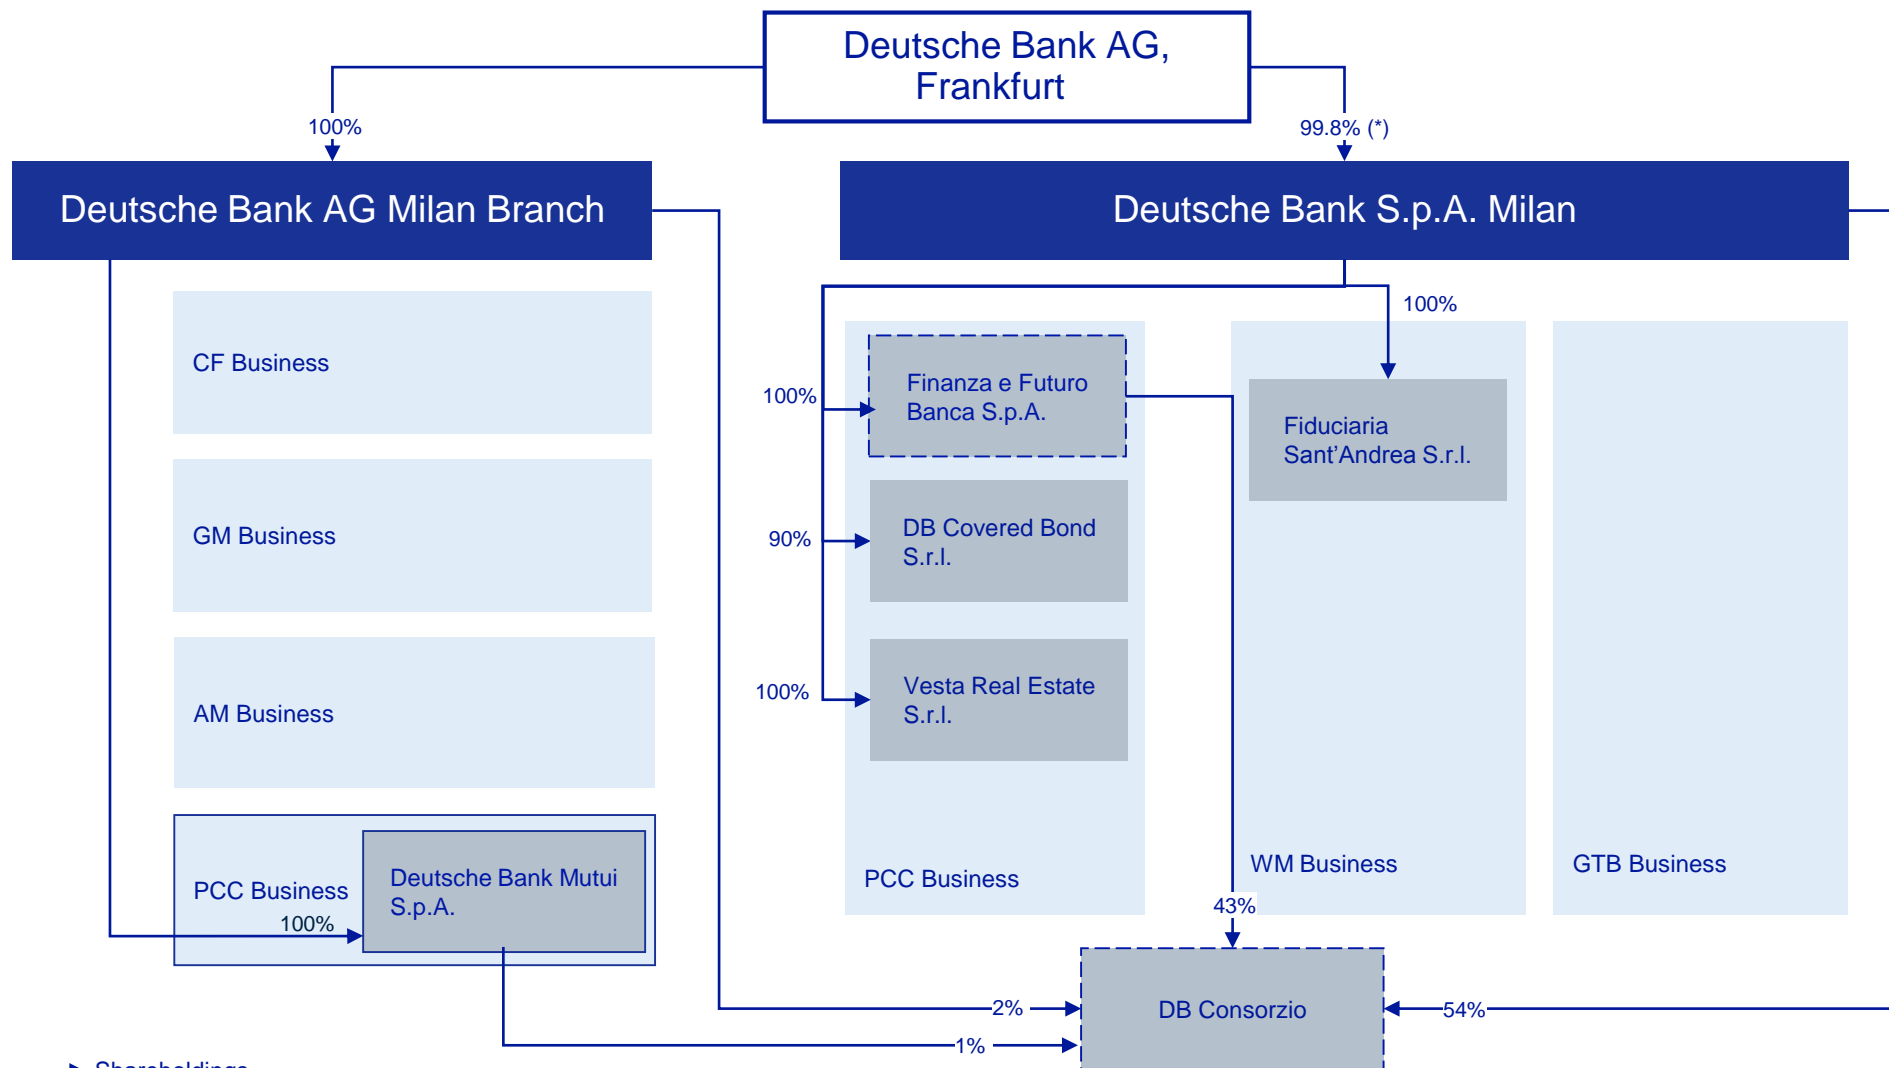 Deutsche Bank AG,
Frankfurt
100%
99.8% (*)
Deutsche Bank AG Milan Branch
Deutsche Bank S.p.A. Milan
100%
CF Business
Finanza e Futuro
Banca S.p.A.
100%
Fiduciaria
Sant’Andrea S.r.l.
GM Business
90%
DB Covered Bond
S.r.l.
AM Business
100%
Vesta Real Estate
S.r.l.
PCC Business
100%
Deutsche Bank Mutui
S.p.A.
PCC Business
WM Business
GTB Business
43%
2%
DB Consorzio
54%
1%
Shareholdings